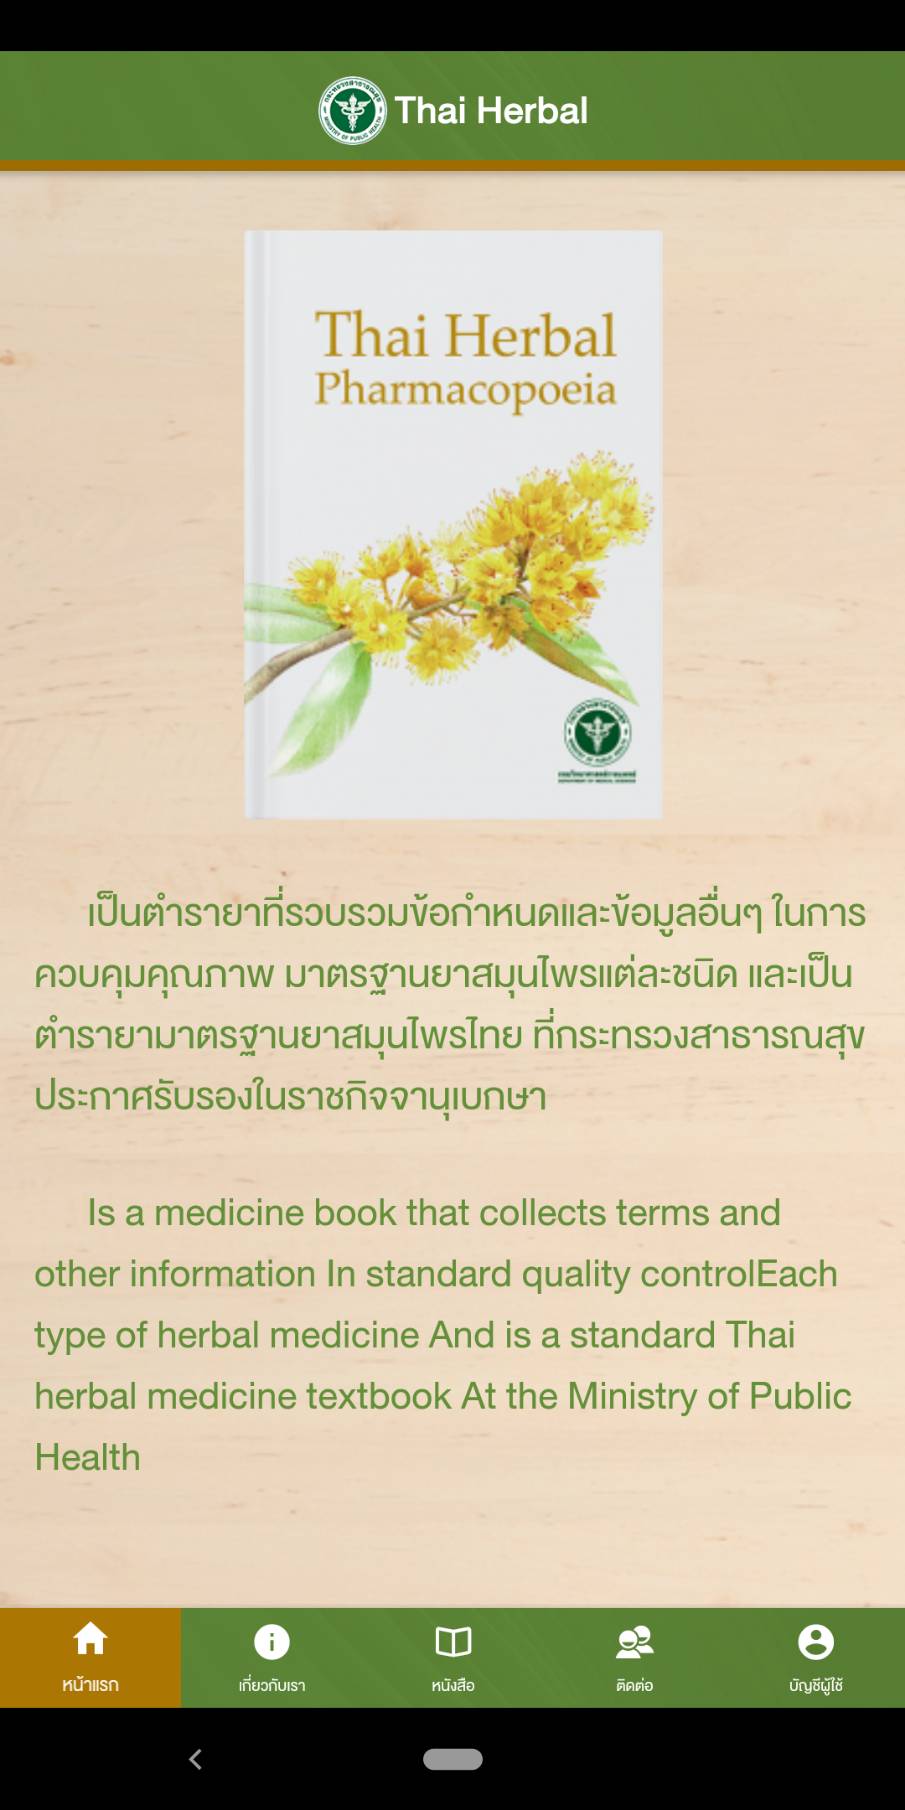 Thai Herbal
Thai Herbal
Pharmacopoeia
เป็นตำรายาที่รวบรวมข้อกำหนดและข้อมูลอื่นๆ ในการ
ควบคุมคุณภาพ มาตรฐานยาสมุนไพรแต่ละชนิด และเป็น
ตำรายามาตรฐานยาสมุนไพรไทย ที่กระทรวงสาธารณสุข
ประกาศรับรองในราชกิจจานุเบกษา
Is a medicine book that collects terms and
other information In standard quality controlEach
type of herbal medicine And is a standard Thai
herbal medicine textbook At the Ministry of Public
Health
หน้าแรก
เกี่ยวกับเรา
หนังสือ
ติดต่อ
บัญชีผู้ใช้